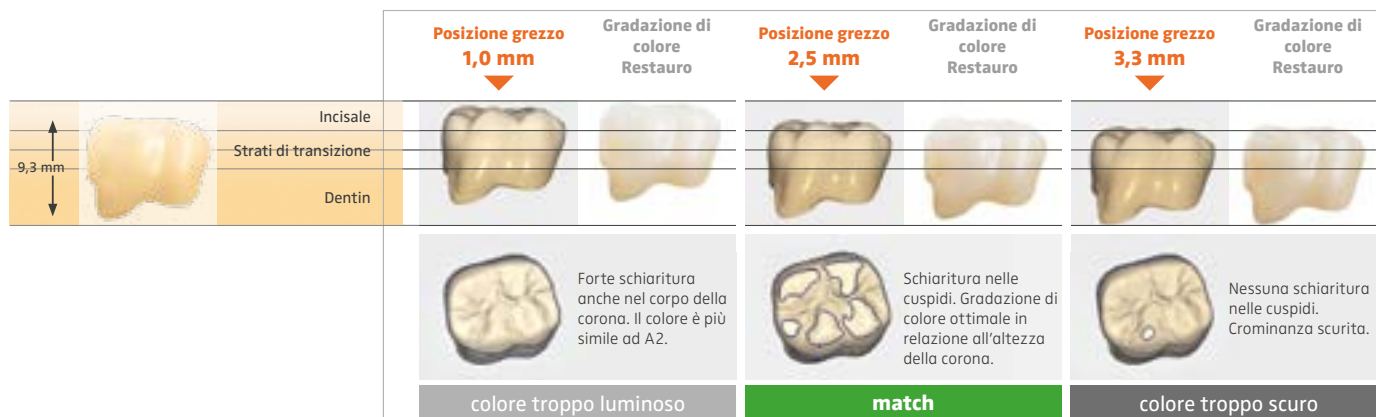 Posizione grezzo
1,0 mm
Gradazione di
colore
Restauro
Posizione grezzo
2,5 mm
Gradazione di
colore
Restauro
Posizione grezzo
3,3 mm
Gradazione di
colore
Restauro
9,3 mm
Incisale
Strati di transizione
Dentin
Forte schiaritura
anche nel corpo della
corona. Il colore è più
simile ad A2.
Schiaritura nelle
cuspidi. Gradazione di
colore ottimale in
relazione all'altezza
della corona.
Nessuna schiaritura
nelle cuspidi.
Crominanza scurita.
colore troppo luminoso
match
colore troppo scuro